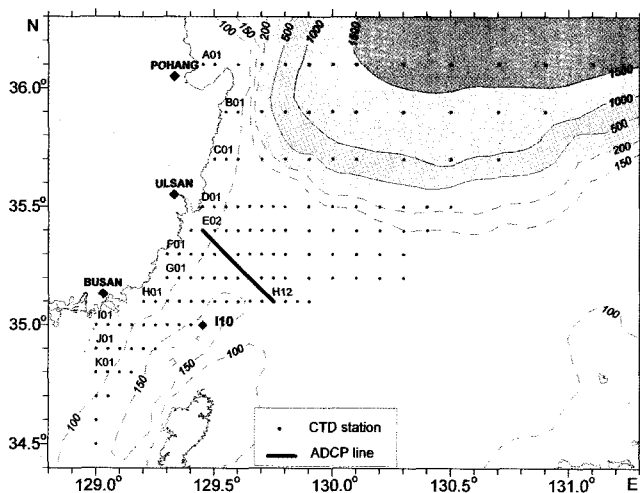 N
100
150
200
500
1000
1500
A01
POHANG
36.0°
B01
C01
1500
1000
500
200
150
ULSAN
35.5°
D01
E02
F01
G01
BUSAN
H01
H12
I01
35.0°
I10
J01
K01
100
150
150
100
100
34.5°
CTD station
ADCP line
129.0°
129.5°
130.0°
130.5°
131.0°
E